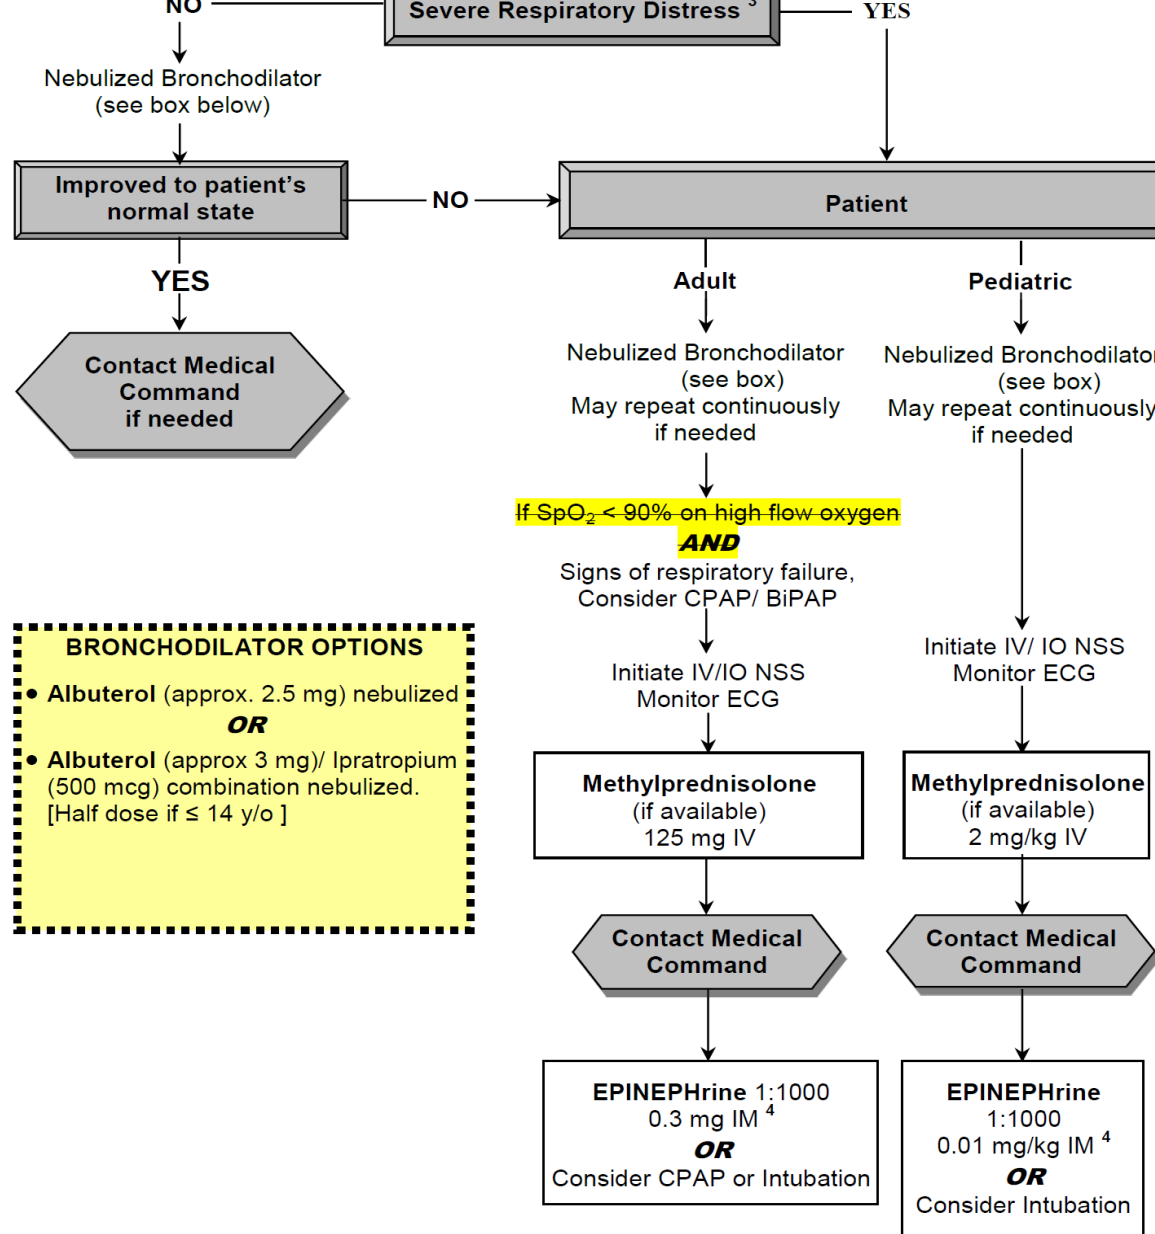 NO
Severe Respiratory Distress 3
YES
Nebulized Bronchodilator
(see box below)
Improved to patient's
normal state
NO
Patient
YES
Contact Medical
Command
if needed
Adult
Nebulized Bronchodilator
(see box)
May repeat continuously
if needed
If SpO2 < 90% on high flow oxygen
AND
Signs of respiratory failure,
Consider CPAP/ BiPAP
Initiate IV/IO NSS
Monitor ECG
Methylprednisolone
(if available)
125 mg IV
Contact Medical
Command
EPINEPHrine 1:1000
0.3 mg IM 4
OR
Consider CPAP or Intubation
Pediatric
Nebulized Bronchodilator
(see box)
May repeat continuously
if needed
Initiate IV/ IO NSS
Monitor ECG
Methylprednisolone
(if available)
2 mg/kg IV
Contact Medical
Command
EPINEPHrine
1:1000
0.01 mg/kg IM 4
OR
Consider Intubation
BRONCHODILATOR OPTIONS
• Albuterol (approx. 2.5 mg) nebulized
OR
• Albuterol (approx 3 mg)/ Ipratropium
(500 mcg) combination nebulized.
[Half dose if ≤ 14 y/o ]